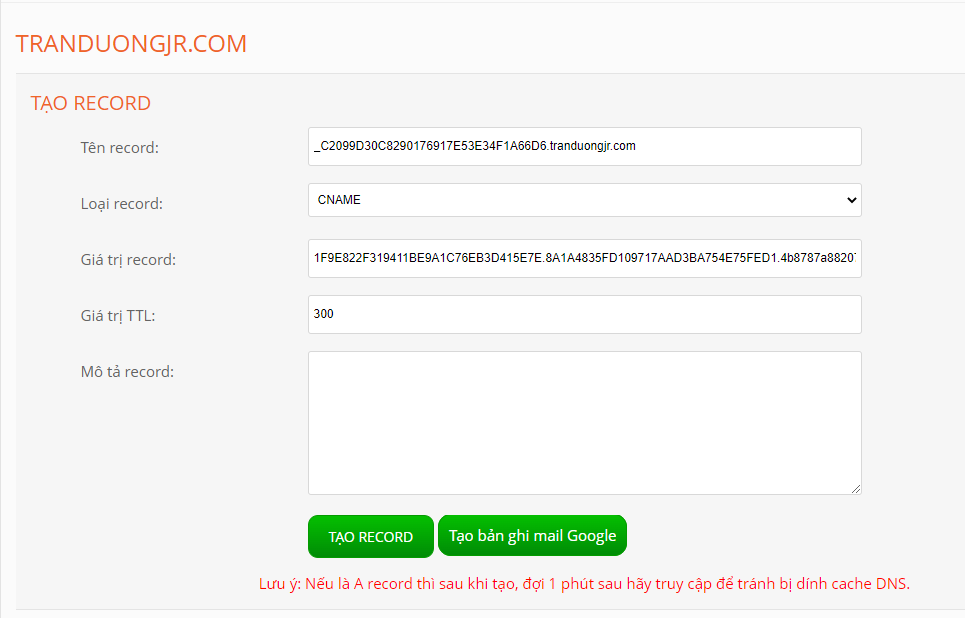 TRANDUONGJR.COM
TẠO RECORD
Tên record:
_C2099D30C8290176917E53E34F1A66D6.tranduongjr.com
Loại record:
CNAME
Giá trị record:
1F9E822F319411BE9A1C76EB3D415E7E.8A1A4835FD109717AAD3BA754E75FED1.4b8787a88207
Giá trị TTL:
300
Mô tả record:
TẠO RECORD
Tạo bản ghi mail Google
Lưu ý: Nếu là A record thì sau khi tạo, đợi 1 phút sau hãy truy cập để tránh bị dính cache DNS.